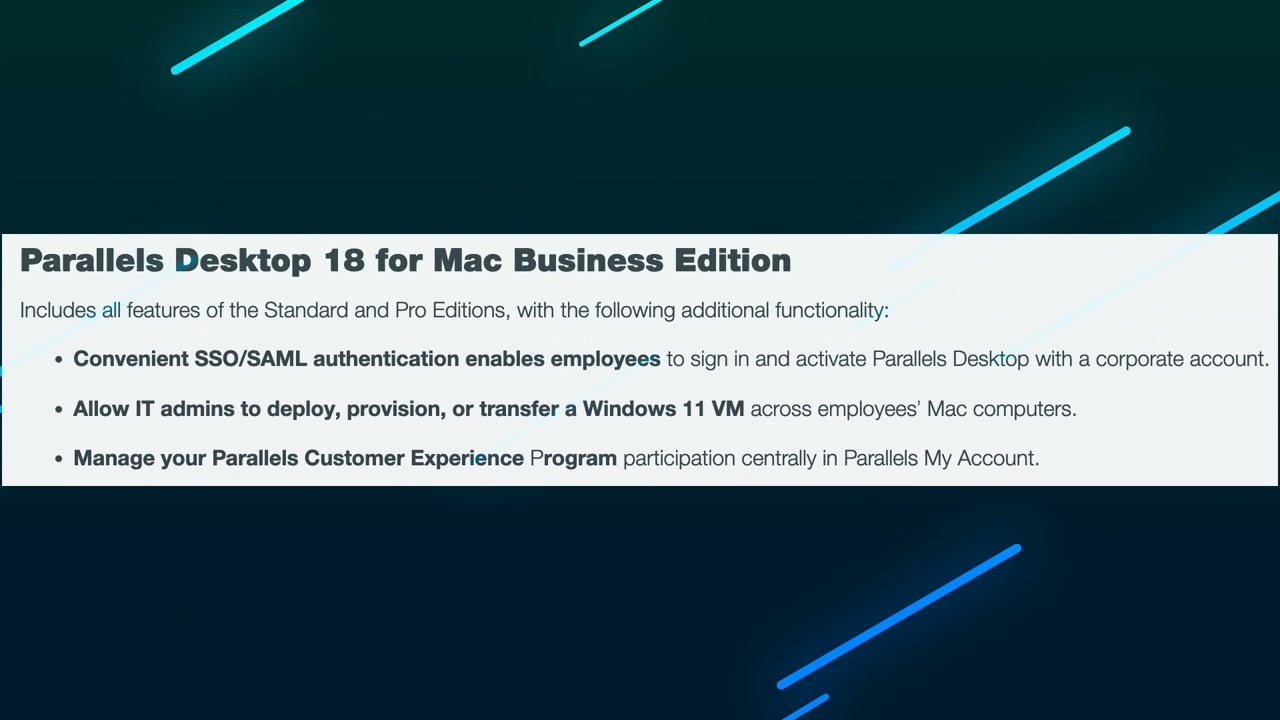 Parallels Desktop 18 for Mac Business Edition
Includes all features of the Standard and Pro Editions, with the following additional functionality:
• Convenient SSO/SAML authentication enables employees to sign in and activate Parallels Desktop with a corporate account.
• Allow IT admins to deploy, provision, or transfer a Windows 11 VM across employees’ Mac computers.
• Manage your Parallels Customer Experience Program participation centrally in Parallels My Account.